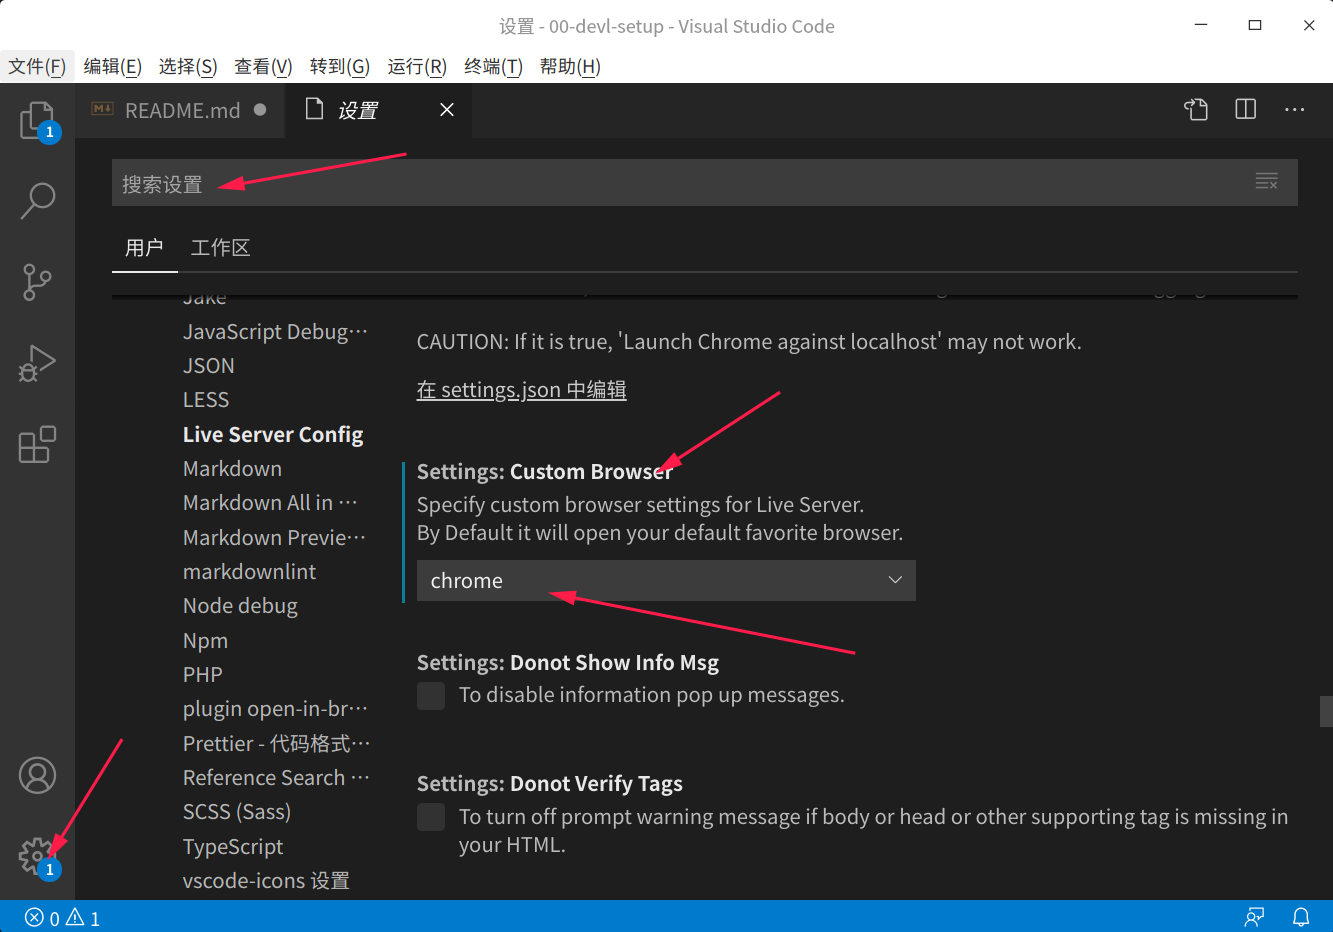 设置 - 00-devl-setup - Visual Studio Code
文件(F) 编辑(E) 选择(S) 查看(V) 转到(G) 运行(R) 终端(T) 帮助(H)
README.md
设置
1
搜索设置
用户 工作区
Jake
JavaScript Debug⋯
JSON
LESS
Live Server Config
Markdown
Markdown All in ⋯
Markdown Previe⋯
markdownlint
Node debug
Npm
PHP
plugin open-in-br⋯
Prettier - 代码格式⋯
Reference Search ⋯
SCSS (Sass)
TypeScript
vscode-icons 设置
CAUTION: If it is true, 'Launch Chrome against localhost' may not work.
在 settings.json 中编辑
Settings: Custom Browser
Specify custom browser settings for Live Server.
By Default it will open your default favorite browser.
chrome
Settings: Donot Show Info Msg
To disable information pop up messages.
Settings: Donot Verify Tags
To turn off prompt warning message if body or head or other supporting tag is missing in
your HTML.
1
0 1